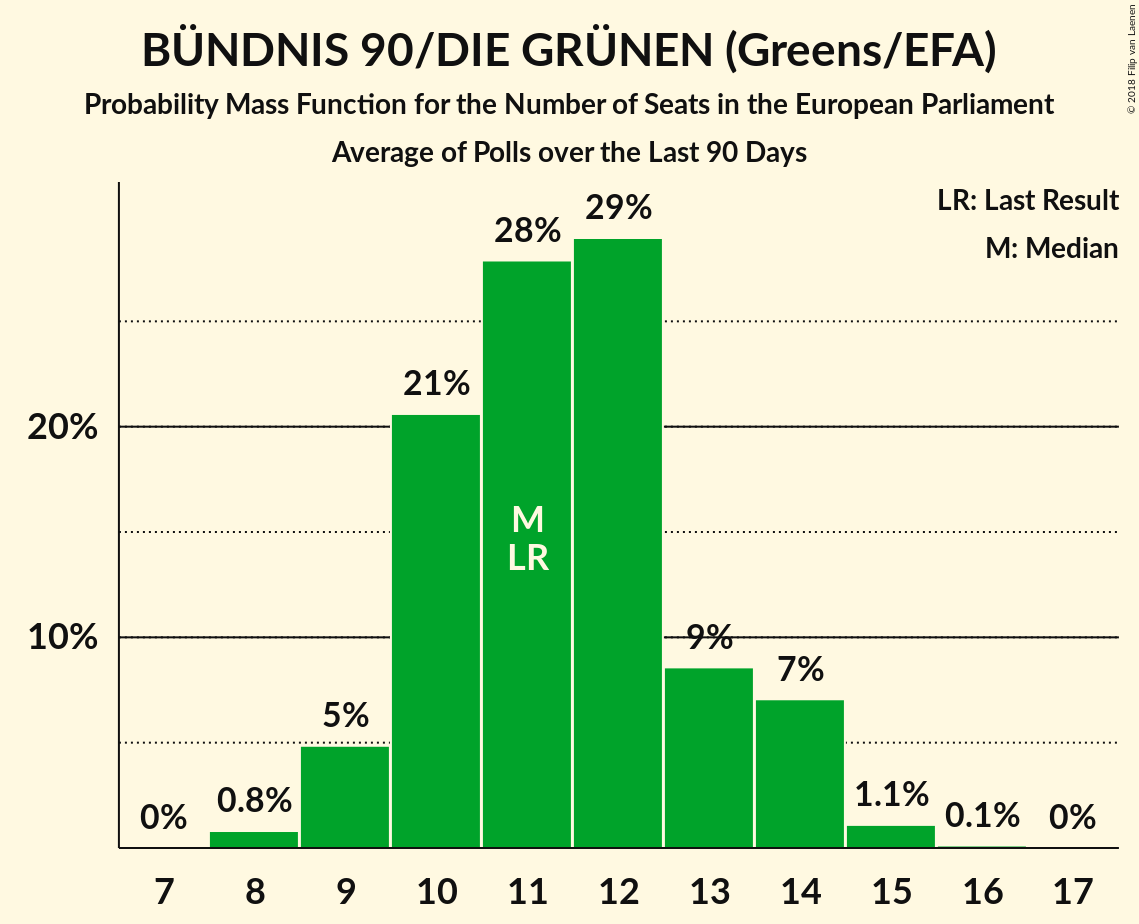 BÜNDNIS 90/DIE GRÜNEN (Greens/EFA)
Probability Mass Function for the Number of Seats in the European Parliament
Average of Polls over the Last 90 Days
© 2018 Filip van Laenen
LR: Last Result
M: Median
29%
28%
21%
20%
M
LR
10%
9%
7%
5%
0%
0.8%
1.1%
0.1%
0%
7 8 9 10 11 12 13 14 15 16 17